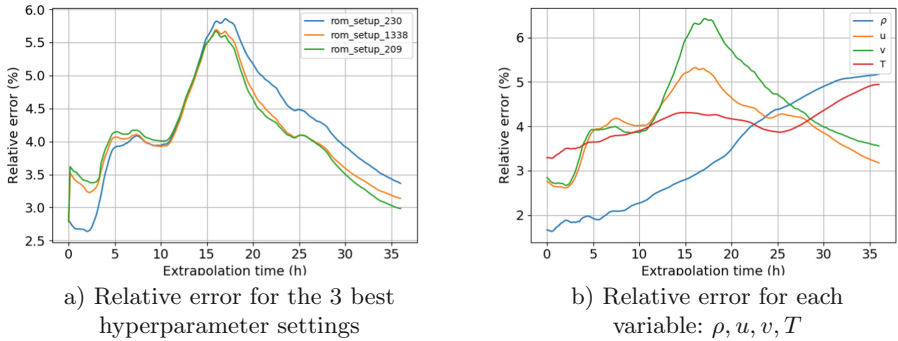 6.0
5.5
5.0
4.5
4.0
3.5
3.0
2.5
Relative error (%)
rom_setup_230
rom_setup_1338
rom_setup_209
0 5 10 15 20 25 30 35
Extrapolation time (h)
a) Relative error for the 3 best
hyperparameter settings
6
5
4
3
2
Relative error (%)
ρ
u
v
T
0 5 10 15 20 25 30 35
Extrapolation time (h)
b) Relative error for each
variable: ρ, u, v, T